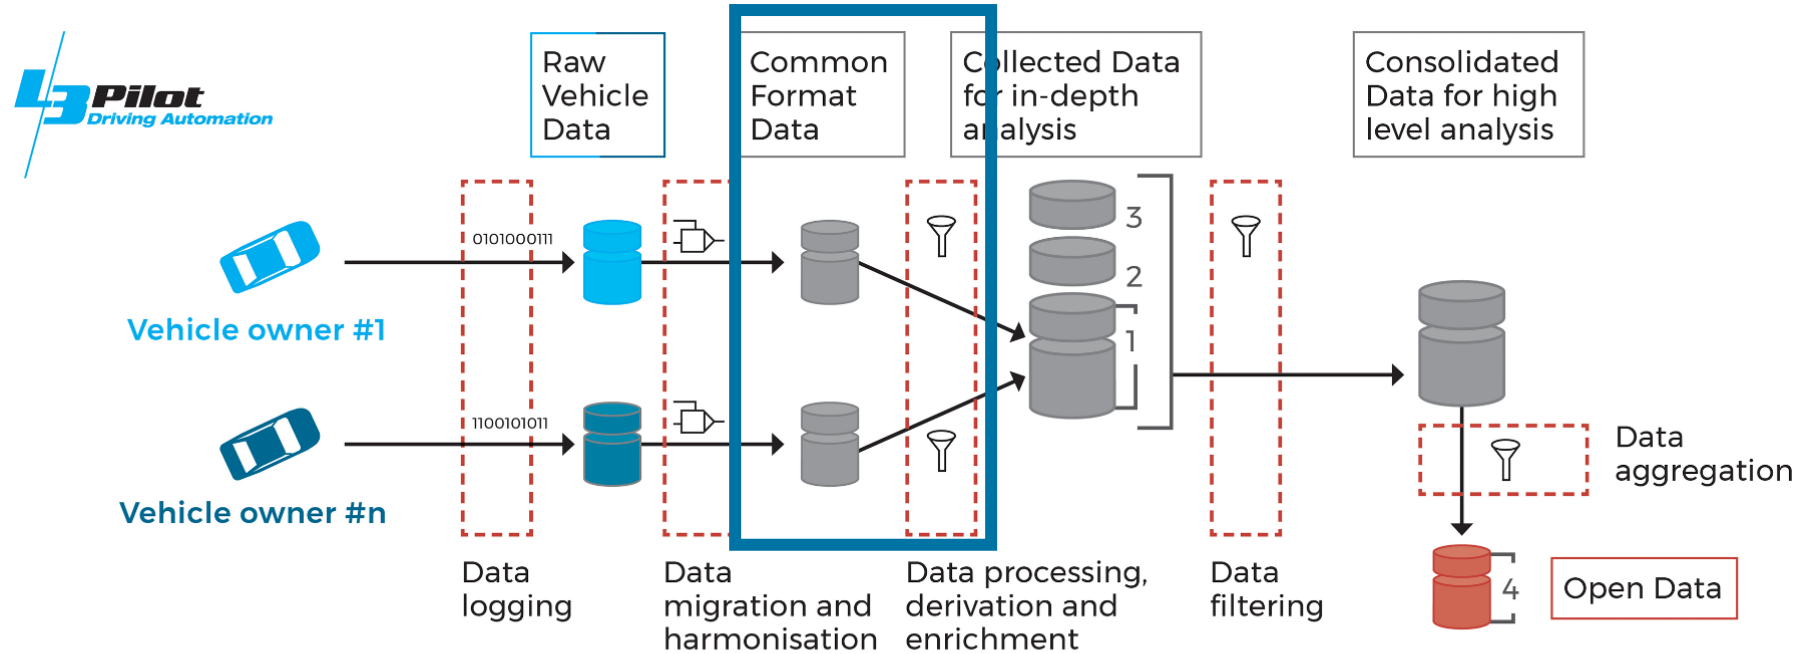 L3Pilot
Driving Automation
Raw
Vehicle
Data
Common
Format
Data
Collected Data
for in-depth
analysis
Consolidated
Data for high
level analysis
0101000111
Vehicle owner #1
1100101011
Vehicle owner #n
3
2
1
Data
logging
Data
migration and
harmonisation
Data processing,
derivation and
enrichment
Data
filtering
Data
aggregation
4
Open Data